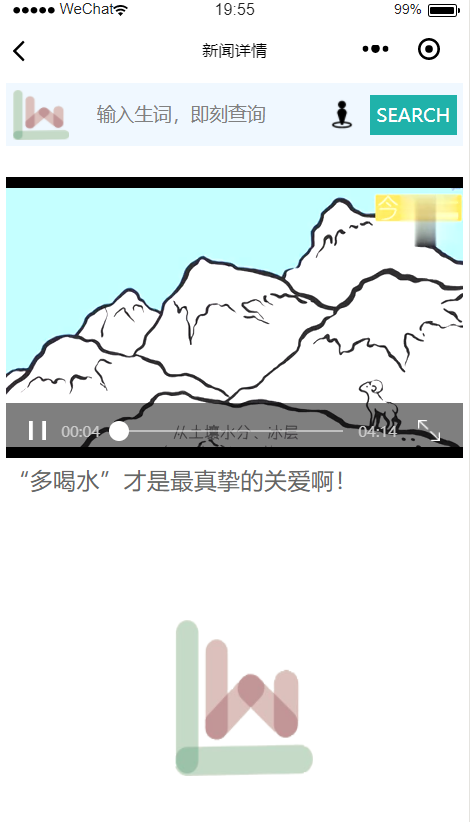 ●●●●● WeChat 19:55 99%
新闻详情
输入生词，即刻查询 SEARCH
今
00:04 从土壤水分、冰层 04:14
“多喝水”才是最真挚的关爱啊！